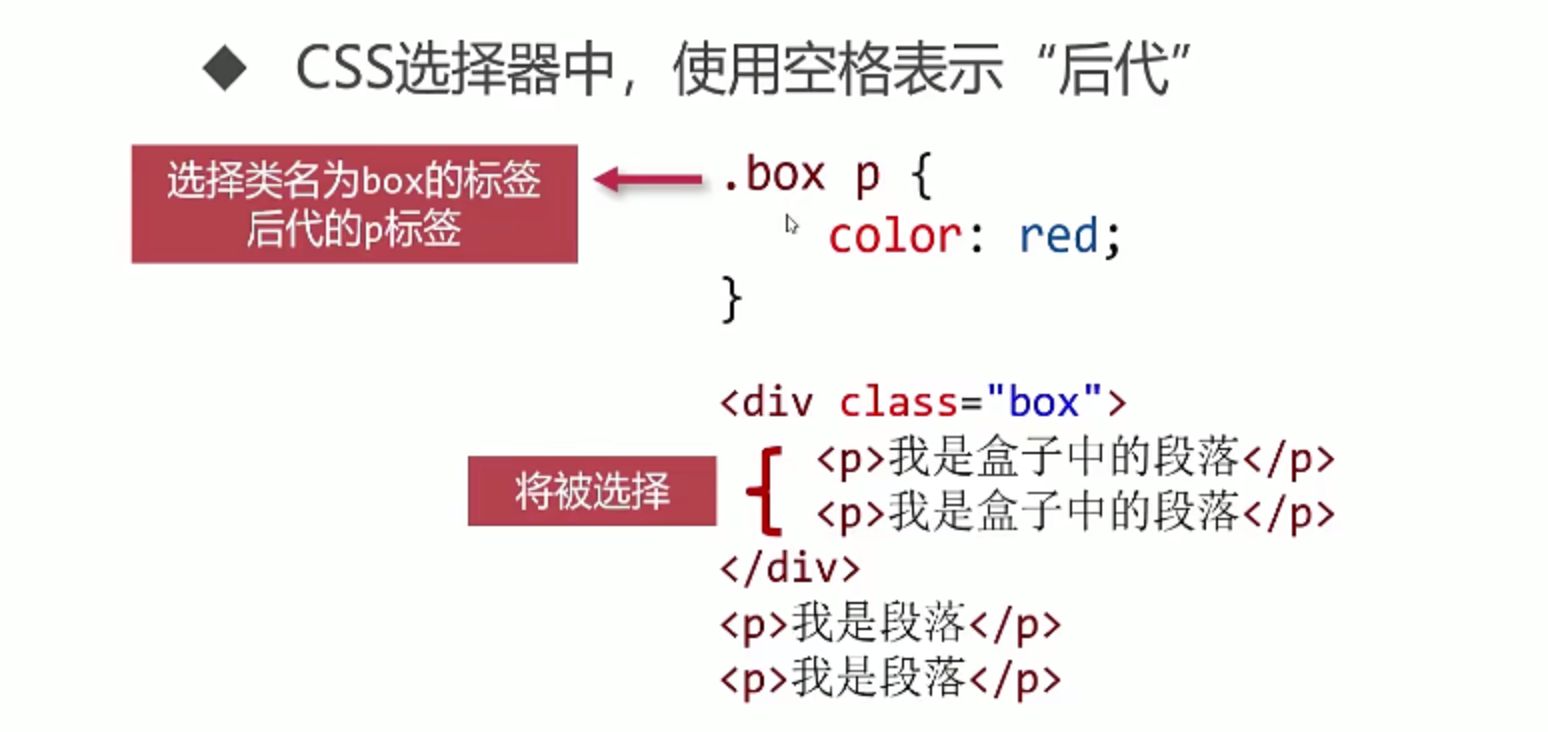 ◆ CSS选择器中，使用空格表示“后代”
选择类名为box的标签
后代的p标签
.box p {
color: red;
}
<div class="box">
<p>我是盒子中的段落</p>
将被选择
<p>我是盒子中的段落</p>
</div>
<p>我是段落</p>
<p>我是段落</p>